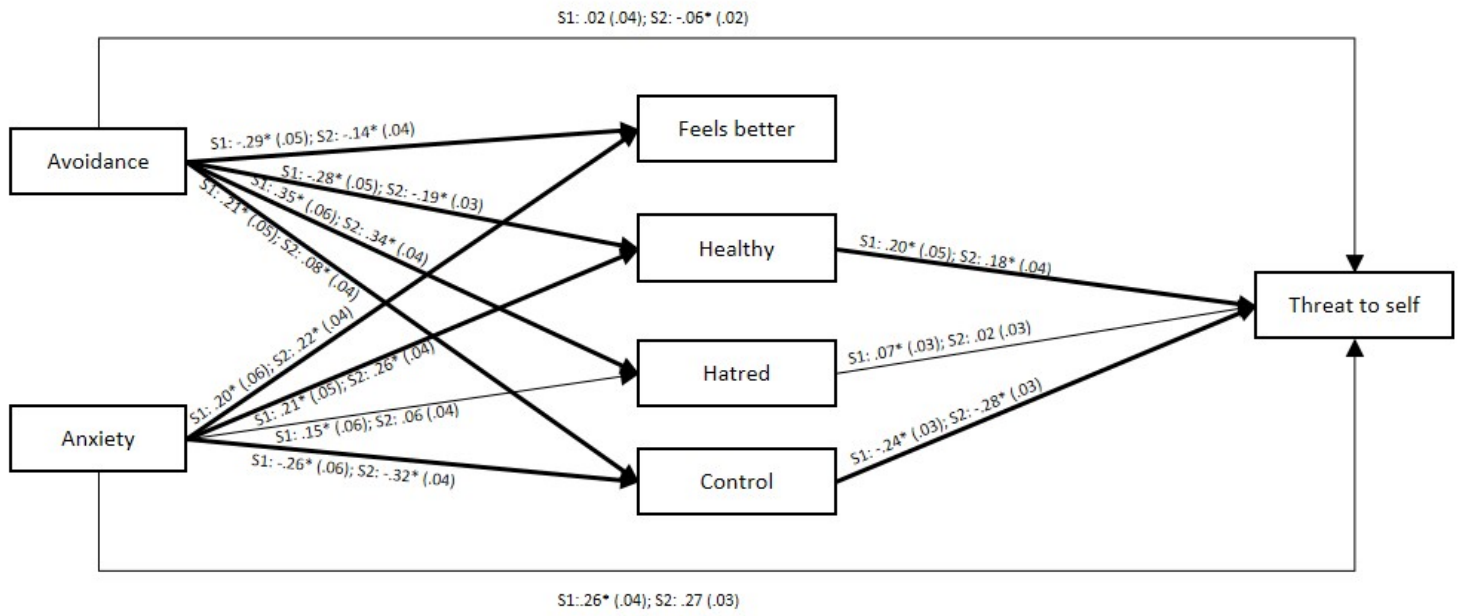 S1: .02 (.04); S2: -.06* (.02)
Avoidance
S1: -.29* (.05); S2: -.14* (.04)
Feels better
S1: -.28* (.05); S2: -.19* (.03)
S1: .35* (.06); S2: .34* (.04)
S1: .21* (.05); S2: .08* (.04)
Healthy
S1: .20* (.05); S2: .18* (.04)
Threat to self
S1: .20* (.06); S2: .22* (.04)
S1: .21* (.05); S2: .26* (.04)
Hatred
S1: .07* (.03); S2: .02 (.03)
Anxiety
S1: .15* (.06); S2: .06 (.04)
S1: -.26* (.06); S2: -.32* (.04)
Control
S1: -.24* (.03); S2: -.28* (.03)
S1:.26* (.04); S2: .27 (.03)